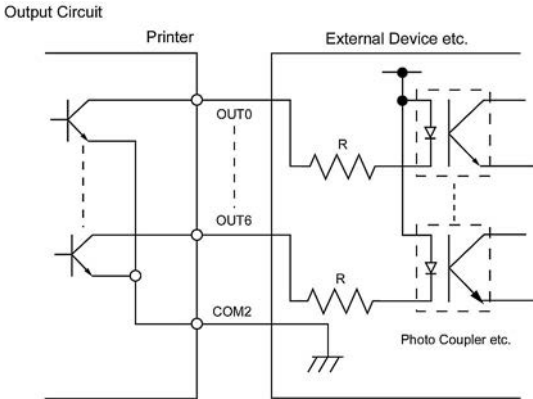 Output Circuit
Printer
External Device etc.
OUT0
R
OUT6
R
COM2
Photo Coupler etc.